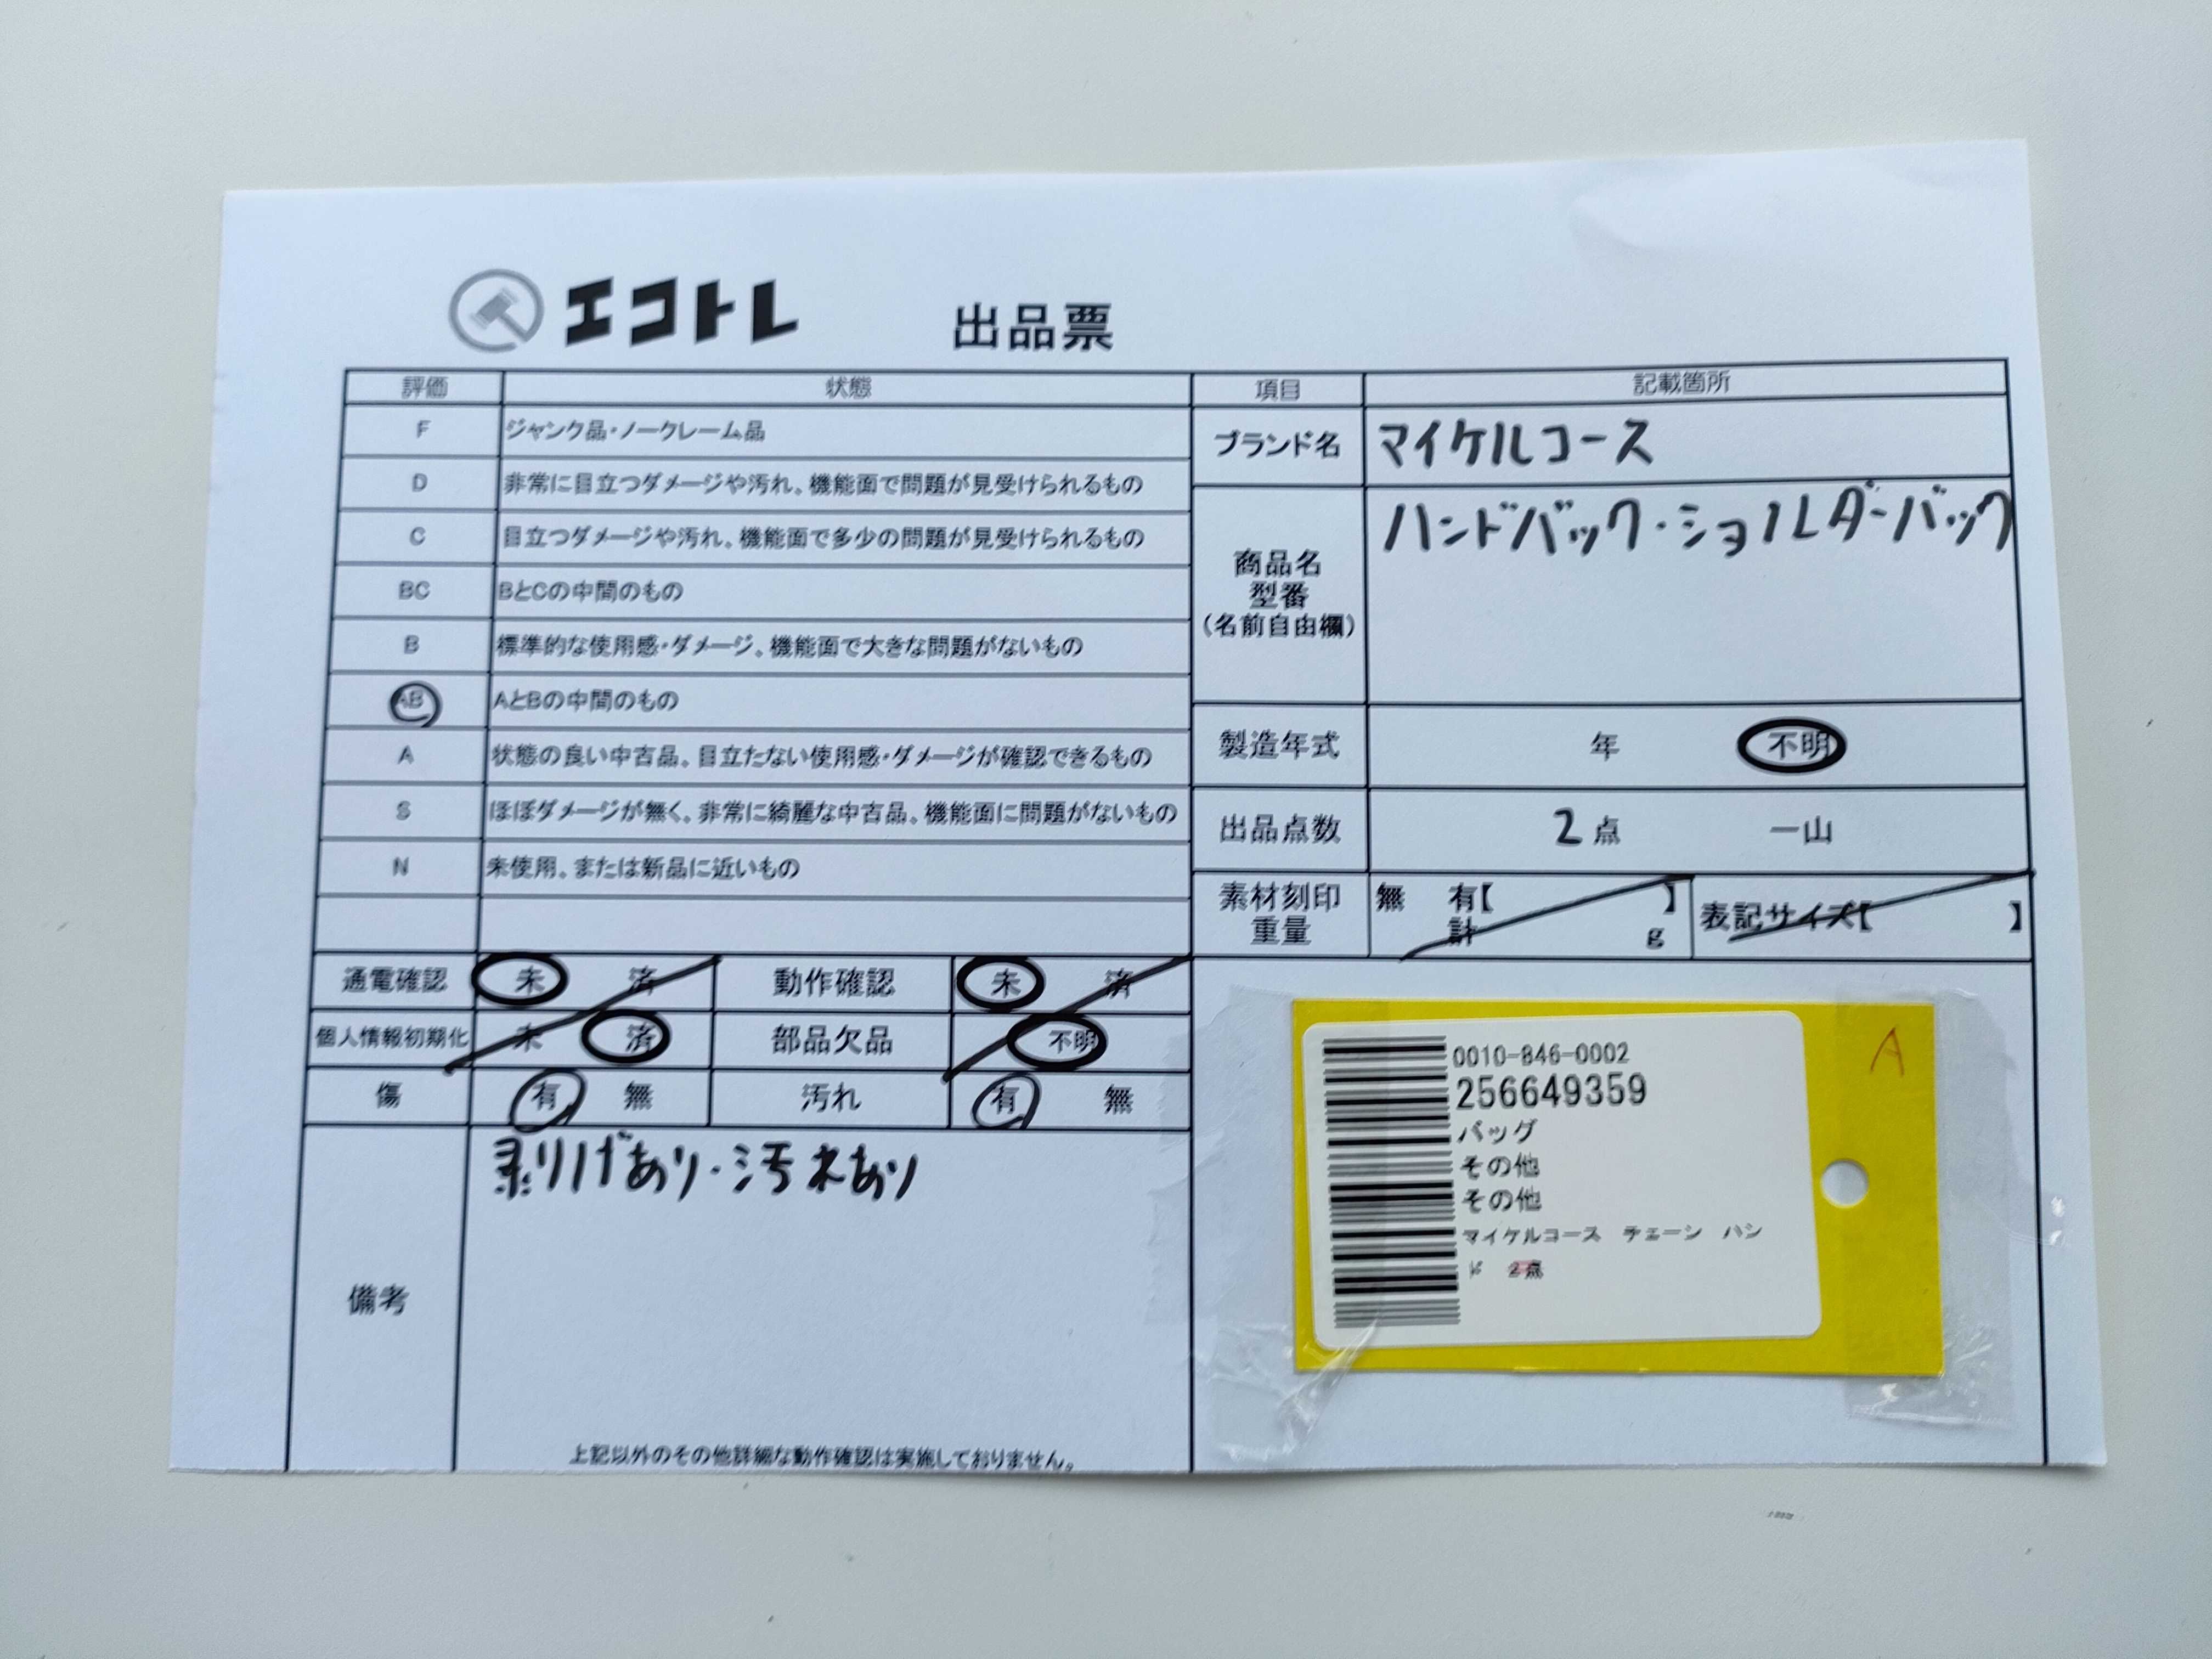 エコトレ 出品票
評価 状態 項目 記載箇所
F ジャンク品・ノークレーム品
D 非常に目立つダメージや汚れ、機能面で問題が見受けられるもの
C 目立つダメージや汚れ、機能面で多少の問題が見受けられるもの
BC BとCの中間のもの
B 標準的な使用感・ダメージ、機能面で大きな問題がないもの
AB AとBの中間のもの
A 状態の良い中古品。目立たない使用感・ダメージが確認できるもの
S ほぼダメージが無く、非常に綺麗な中古品。機能面に問題がないもの
N 未使用。または新品に近いもの
ブランド名 マイケルコース
商品名
型番
(名前自由欄)
ハンドバック・ショルダーバック
製造年式 年 不明
出品点数 2点 一山
素材刻印
重量
無 有【 】
計 g
表記サイズ【 】
通電確認 未 済 動作確認 未 済
個人情報初期化 未 済 部品欠品 不明
傷 有 無 汚れ 有 無
備考
剥げあり・汚れあり
上記以外のその他詳細な動作確認は実施しておりません。
0010-846-0002
256649359
バッグ
その他
その他
マイケルコース チェーン ハン
ド 2点
A